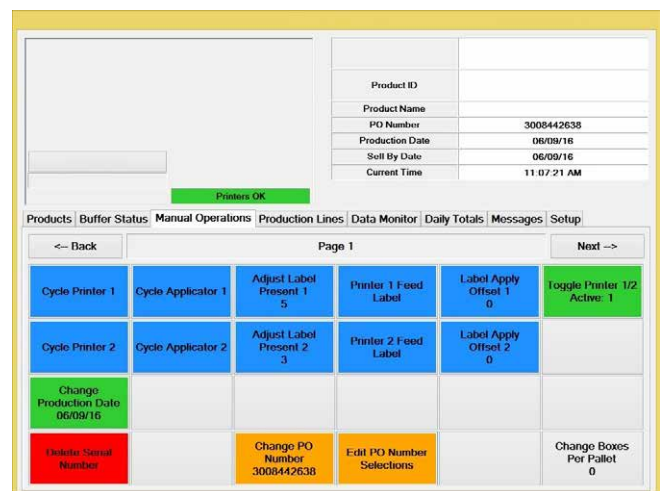 Product ID
Product Name
PO Number 3008442638
Production Date 06/09/16
Sell By Date 06/09/16
Current Time 11:07:21 AM
Printers OK
Products Buffer Status Manual Operations Production Lines Data Monitor Daily Totals Messages Setup
<-- Back Page 1 Next -->
Cycle Printer 1
Cycle Applicator 1
Adjust Label
Present 1
5
Printer 1 Feed
Label
Label Apply
Offset 1
0
Toggle Printer 1/2
Active: 1
Cycle Printer 2
Cycle Applicator 2
Adjust Label
Present 2
3
Printer 2 Feed
Label
Label Apply
Offset 2
0
Change
Production Date
06/09/16
Delete Serial
Number
Change PO
Number
3008442638
Edit PO Number
Selections
Change Boxes
Per Pallet
0